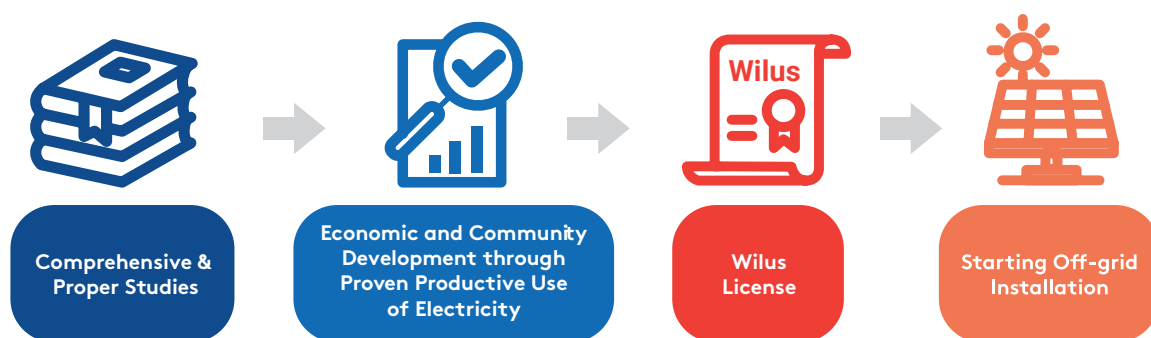 Wilus
Comprehensive &
Proper Studies
Economic and Community
Development through
Proven Productive Use
of Electricity
Wilus
License
Starting Off-grid
Installation